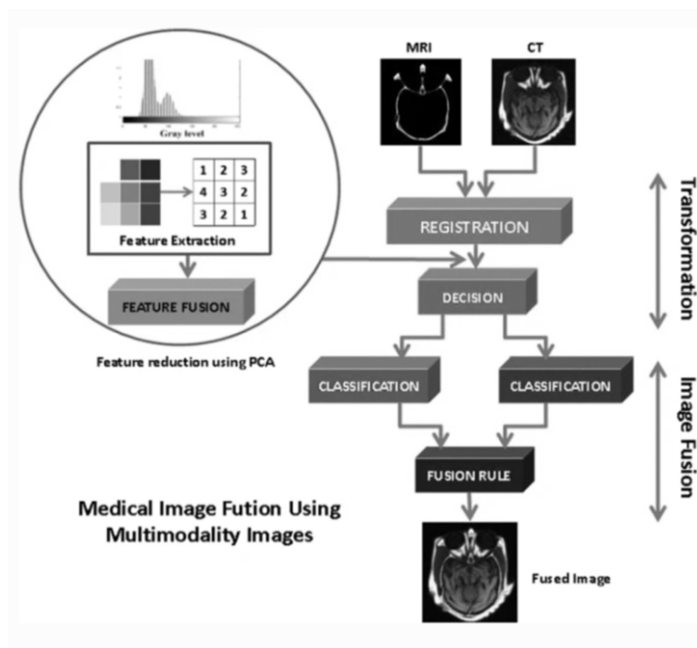 MRI
CT
Gray level
1 2 3
4 3 2
3 2 1
Feature Extraction
FEATURE FUSION
Feature reduction using PCA
REGISTRATION
DECISION
CLASSIFICATION
CLASSIFICATION
FUSION RULE
Transformation
Image Fusion
Medical Image Fution Using
Multimodality Images
Fused Image